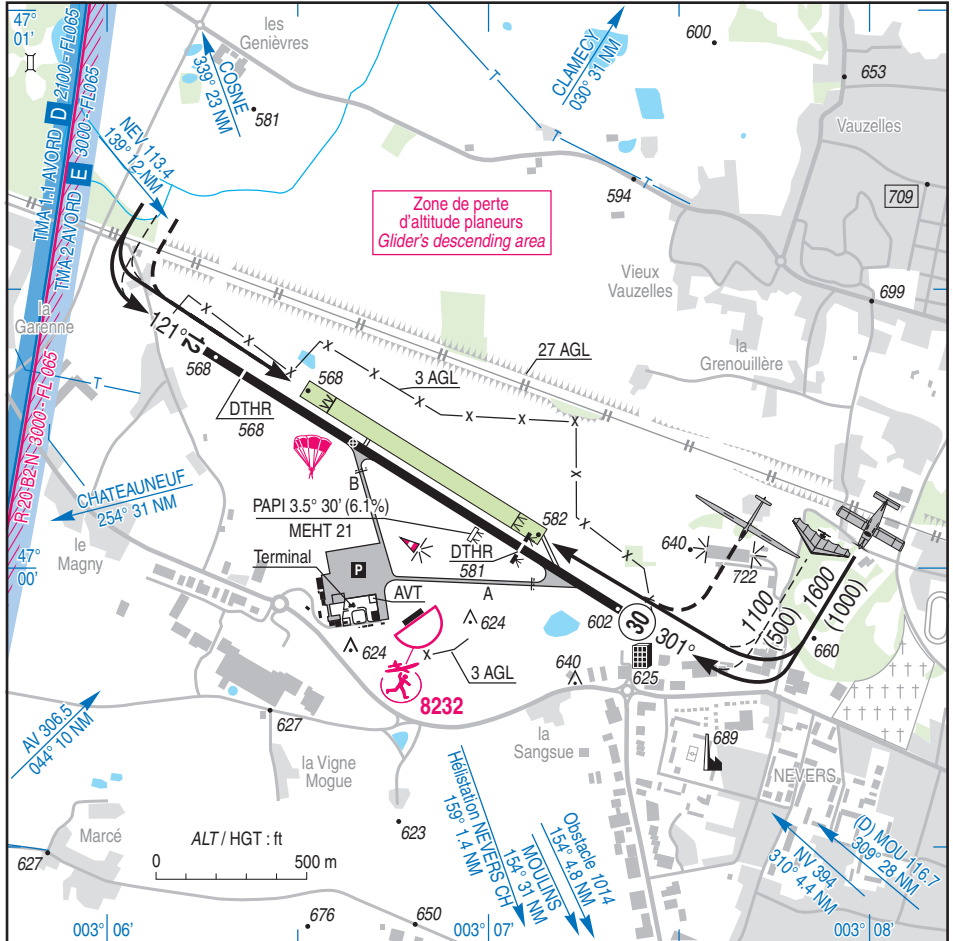 47°
01'
les
Genièvres
COSNE
339° 23 NM
581
CLAMECY
030° 31 NM
600
653
Vauzelles
TMA 1.1 AVORD D 2100 - FL065
TMA 2 AVORD E 3000 - FL065
R 20 B2 N 3000 - FL 065
NEV 113.4
139° 12 NM
T
T
T
594
709
Zone de perte
d'altitude planeurs
Glider's descending area
Vieux
Vauzelles
699
la
Garenne
121°
12
568
DTHR
568
568
3 AGL
27 AGL
la
Grenouillère
T
CHATEAUNEUF
254° 31 NM
le
Magny
B
PAPI 3.5° 30' (6.1%)
MEHT 21
Terminal
P
AVT
A
DTHR
581
582
640
722
1100
(500)
1600
(1000)
47°
00'
602
30
301°
660
624
624
3 AGL
640
625
8232
AV 306.5
044° 10 NM
627
la Vigne
Mogue
la
Sangsue
689
NEVERS
Hélistation NEVERS CH
159° 1.4 NM
MOULINS
154° 31 NM
Obstacle 1014
154° 4.8 NM
NV 394
310° 4.4 NM
(D) MOU 116.7
309° 28 NM
Marcé
627
ALT / HGT : ft
0
500 m
623
676
650
003° 06'
003° 07'
003° 08'